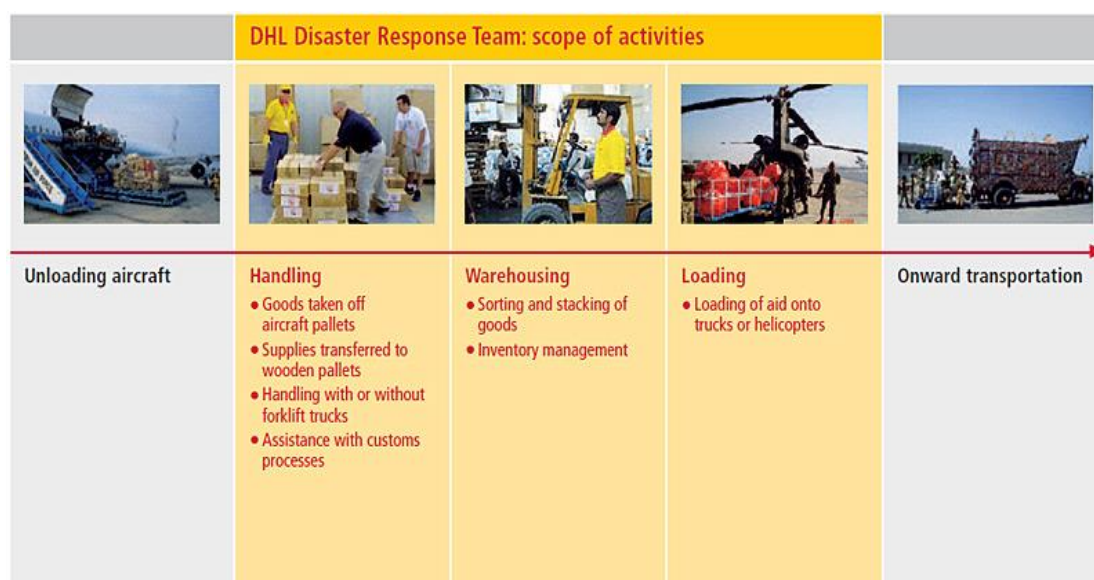 DHL Disaster Response Team: scope of activities
Unloading aircraft
Handling
• Goods taken off
aircraft pallets
• Supplies transferred to
wooden pallets
• Handling with or without
forklift trucks
• Assistance with customs
processes
Warehousing
• Sorting and stacking of
goods
• Inventory management
Loading
• Loading of aid onto
trucks or helicopters
Onward transportation